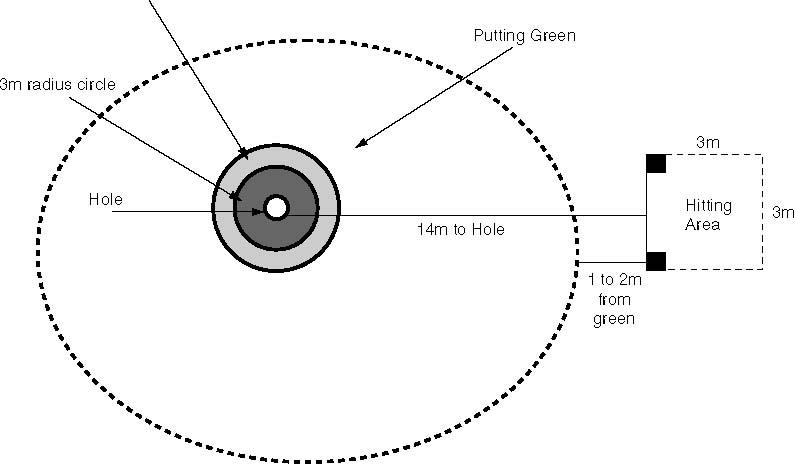 Putting Green
3m radius circle
3m
Hole
Hitting
Area
3m
14m to Hole
1 to 2m
from
green